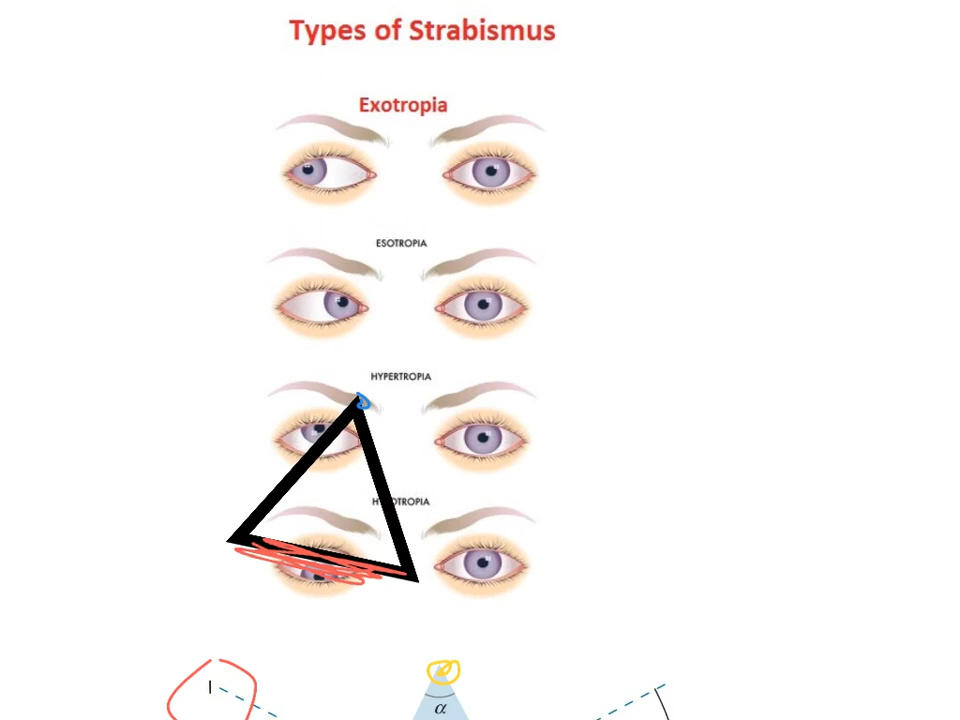 Types of Strabismus
Exotropia
ESOTROPIA
HYPERTROPIA
I
α